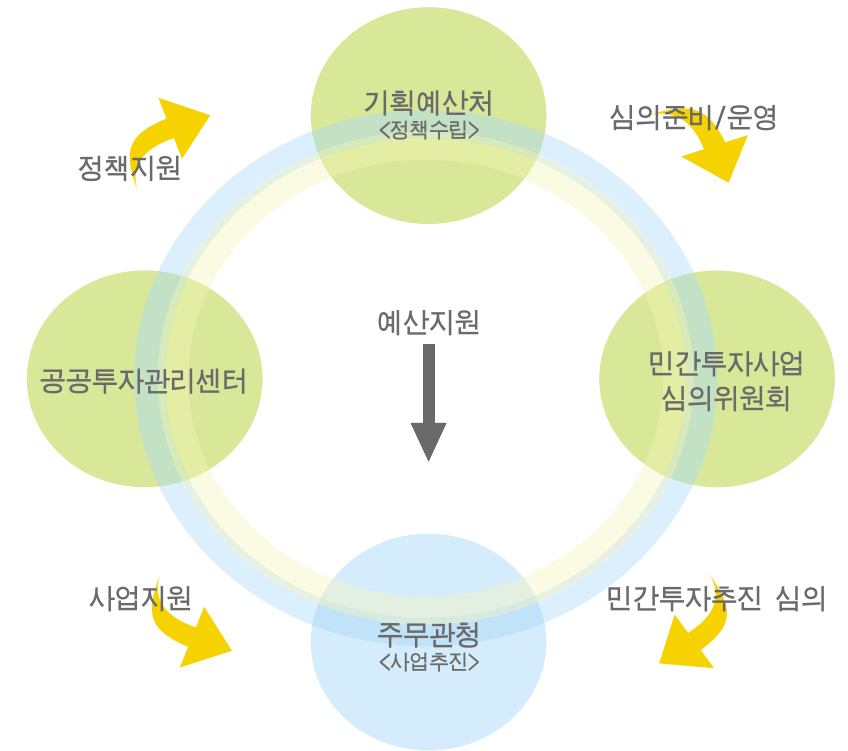 기획예산처
<정책수립>
심의준비/운영
정책지원
예산지원
민간투자사업
심의위원회
공공투자관리센터
사업지원
민간투자추진 심의
주무관청
<사업추진>